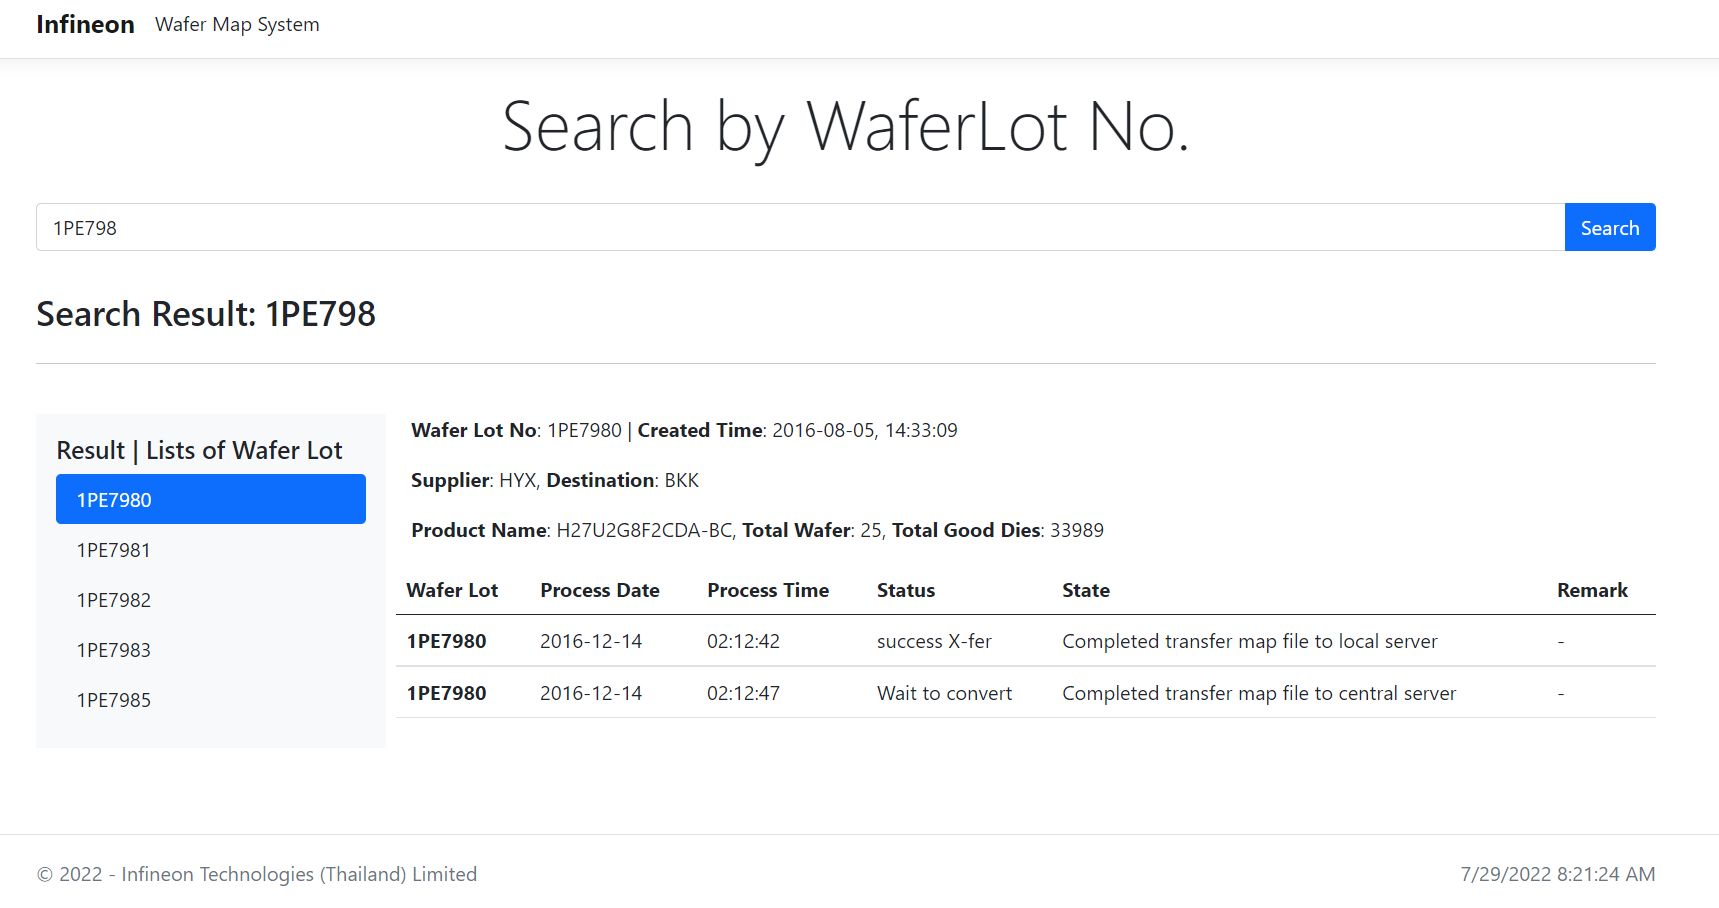 Infineon Wafer Map System
Search by WaferLot No.
1PE798 Search
Search Result: 1PE798
Result | Lists of Wafer Lot
1PE7980
1PE7981
1PE7982
1PE7983
1PE7985
Wafer Lot No: 1PE7980 | Created Time: 2016-08-05, 14:33:09
Supplier: HYX, Destination: BKK
Product Name: H27U2G8F2CDA-BC, Total Wafer: 25, Total Good Dies: 33989
Wafer Lot Process Date Process Time Status State Remark
1PE7980 2016-12-14 02:12:42 success X-fer Completed transfer map file to local server -
1PE7980 2016-12-14 02:12:47 Wait to convert Completed transfer map file to central server -
© 2022 - Infineon Technologies (Thailand) Limited 7/29/2022 8:21:24 AM